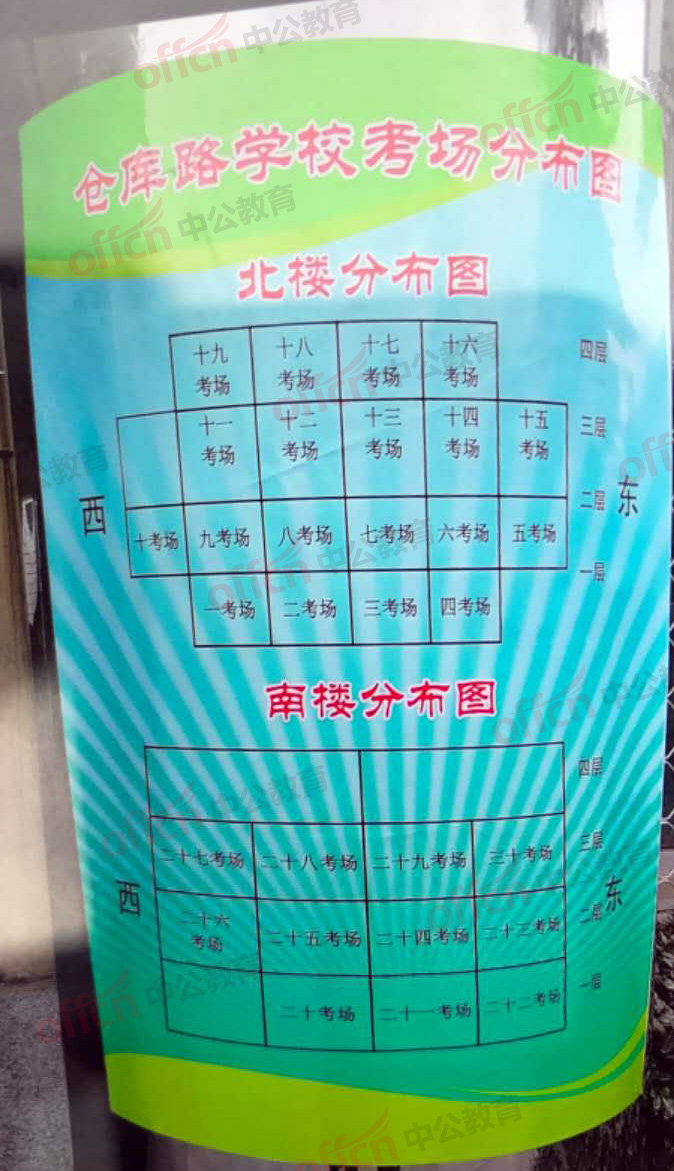 仓库路学校考场分布图
北楼分布图
十九考场 十八考场 十七考场 十六考场 四层
十一考场 十二考场 十三考场 十四考场 十五考场 三层
西 十考场 九考场 八考场 七考场 六考场 五考场 二层 东
一考场 二考场 三考场 四考场 一层
南楼分布图
四层
二十七考场 二十八考场 二十九考场 三十考场 三层
西 二十六考场 二十五考场 二十四考场 二十三考场 二层 东
二十考场 二十一考场 二十二考场 一层
offcn 中公教育